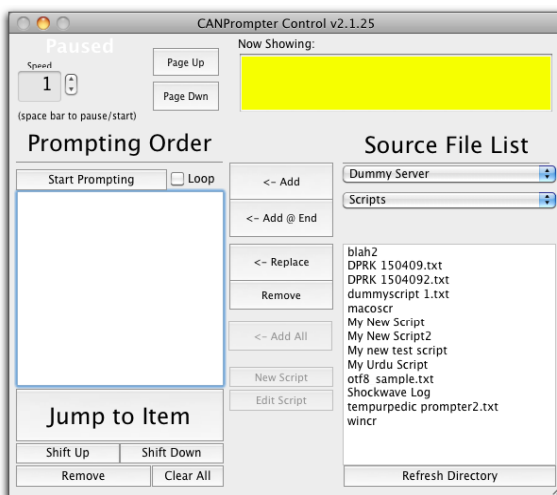 CANPrompter Control v2.1.25
Paused
Speed
1
(space bar to pause/start)
Page Up
Page Dwn
Now Showing:
Prompting Order
Start Prompting
Loop
<- Add
<- Add @ End
<- Replace
Remove
<- Add All
New Script
Edit Script
Source File List
Dummy Server
Scripts
blah2
DPRK 150409.txt
DPRK 1504092.txt
dummyscript 1.txt
macoscr
My New Script
My New Script2
My new test script
My Urdu Script
otf8_sample.txt
Shockwave Log
tempurpedic prompter2.txt
wincr
Jump to Item
Shift Up
Shift Down
Remove
Clear All
Refresh Directory